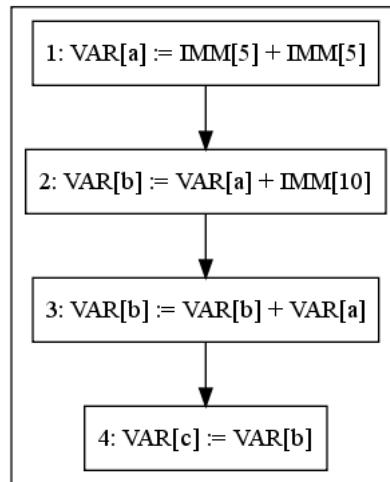 1: VAR[a] := IMM[5] + IMM[5]
2: VAR[b] := VAR[a] + IMM[10]
3: VAR[b] := VAR[b] + VAR[a]
4: VAR[c] := VAR[b]